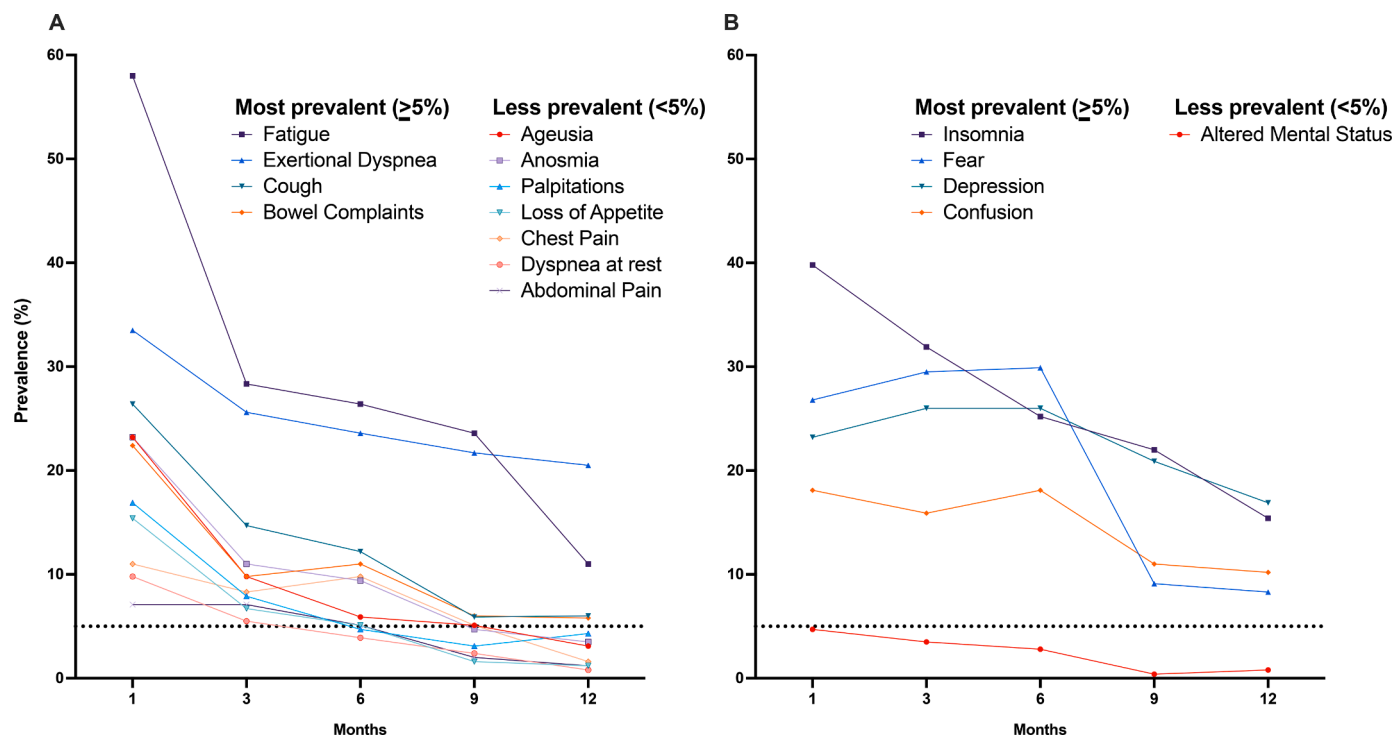 A
60
50
40
30
20
10
0
Prevalence (%)
Most prevalent (≥5%)
Fatigue
Exertional Dyspnea
Cough
Bowel Complaints
Less prevalent (<5%)
Ageusia
Anosmia
Palpitations
Loss of Appetite
Chest Pain
Dyspnea at rest
Abdominal Pain
1 3 6 9 12
Months
B
60
50
40
30
20
10
0
Most prevalent (≥5%)
Insomnia
Fear
Depression
Confusion
Less prevalent (<5%)
Altered Mental Status
1 3 6 9 12
Months